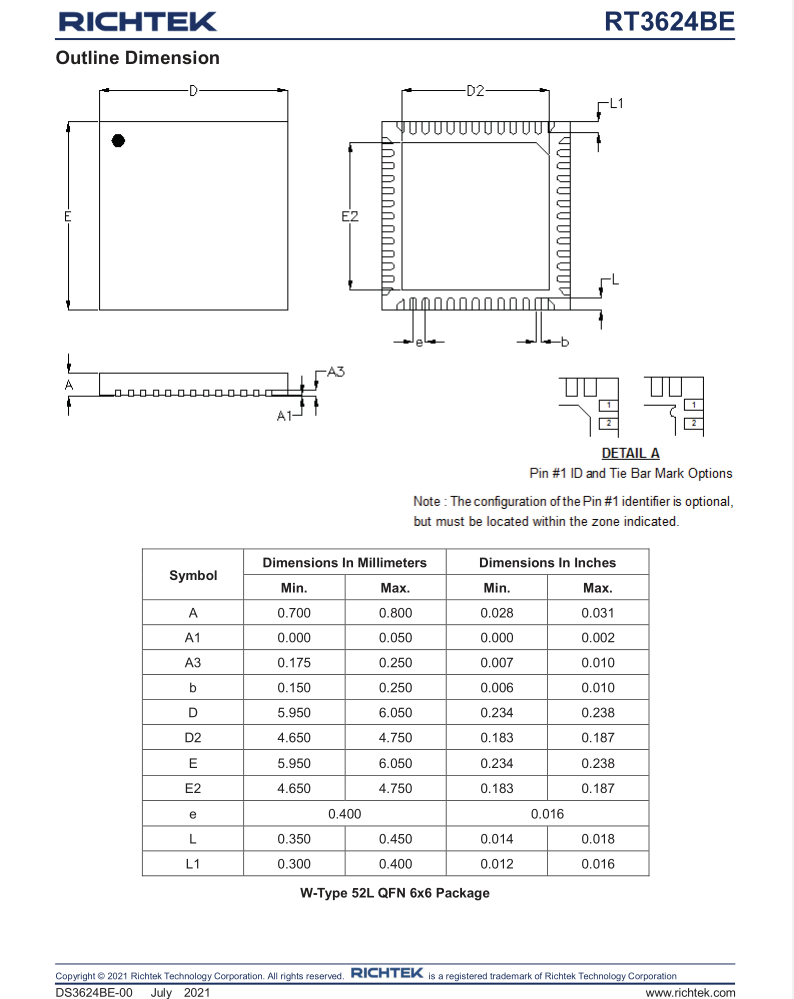 RICHTEK
RT3624BE
Outline Dimension
D
D2
L1
E
E2
L
e
b
A
A3
A1
1
2
1
2
DETAIL A
Pin #1 ID and Tie Bar Mark Options
Note : The configuration of the Pin #1 identifier is optional,
but must be located within the zone indicated.
Symbol Dimensions In Millimeters Dimensions In Inches
Min. Max. Min. Max.
A 0.700 0.800 0.028 0.031
A1 0.000 0.050 0.000 0.002
A3 0.175 0.250 0.007 0.010
b 0.150 0.250 0.006 0.010
D 5.950 6.050 0.234 0.238
D2 4.650 4.750 0.183 0.187
E 5.950 6.050 0.234 0.238
E2 4.650 4.750 0.183 0.187
e 0.400 0.016
L 0.350 0.450 0.014 0.018
L1 0.300 0.400 0.012 0.016
W-Type 52L QFN 6x6 Package
Copyright © 2021 Richtek Technology Corporation. All rights reserved. RICHTEK is a registered trademark of Richtek Technology Corporation
DS3624BE-00 July 2021 www.richtek.com